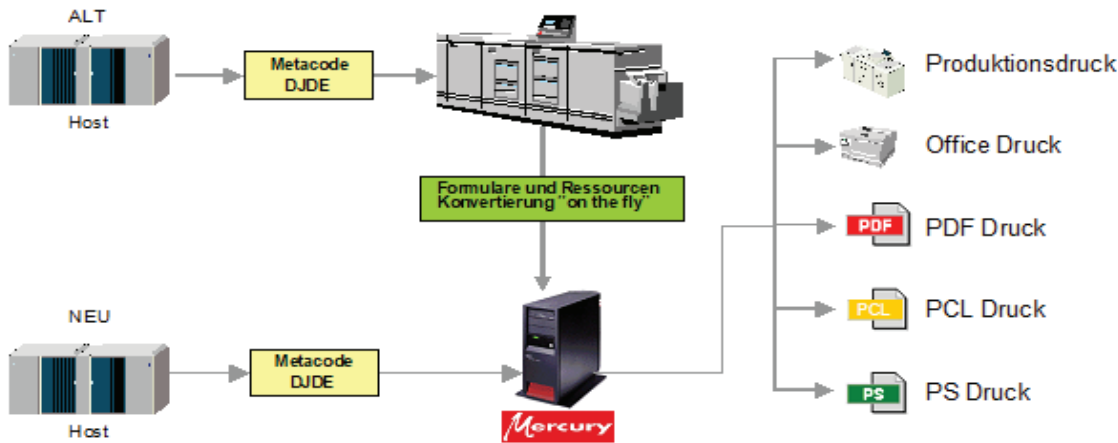 ALT
Host
Metacode
DJDE
Formulare und Ressourcen
Konvertierung "on the fly"
NEU
Host
Metacode
DJDE
Mercury
Produktionsdruck
Office Druck
PDF
PDF Druck
PCL
PCL Druck
PS
PS Druck